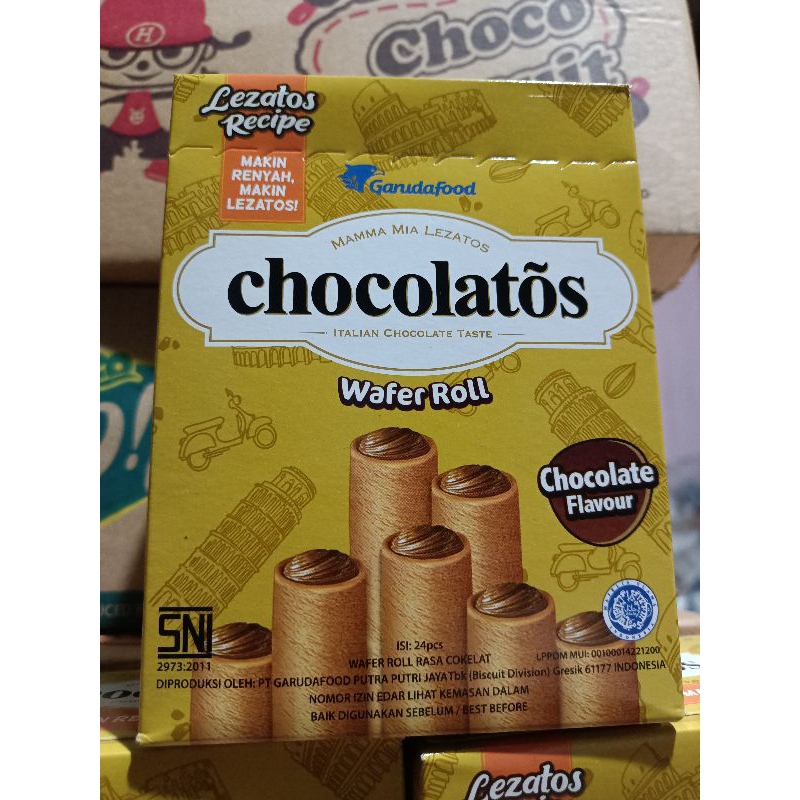 H
Choco
Lezatos
Recipe
MAKIN
RENYAH,
MAKIN
LEZATOS!
Garudafood
MAMMA MIA LEZATOS
chocolatõs
ITALIAN CHOCOLATE TASTE
Wafer Roll
Chocolate
Flavour
SNI
2973:2011
ISI: 24pcs
WAFER ROLL RASA COKELAT
LPPOM MUI: 00100014221200
DIPRODUKSI OLEH: PT GARUDAFOOD PUTRA PUTRI JAYATbk (Biscuit Division) Gresik 61177 INDONESIA
NOMOR IZIN EDAR LIHAT KEMASAN DALAM
BAIK DIGUNAKAN SEBELUM / BEST BEFORE
Lezatos